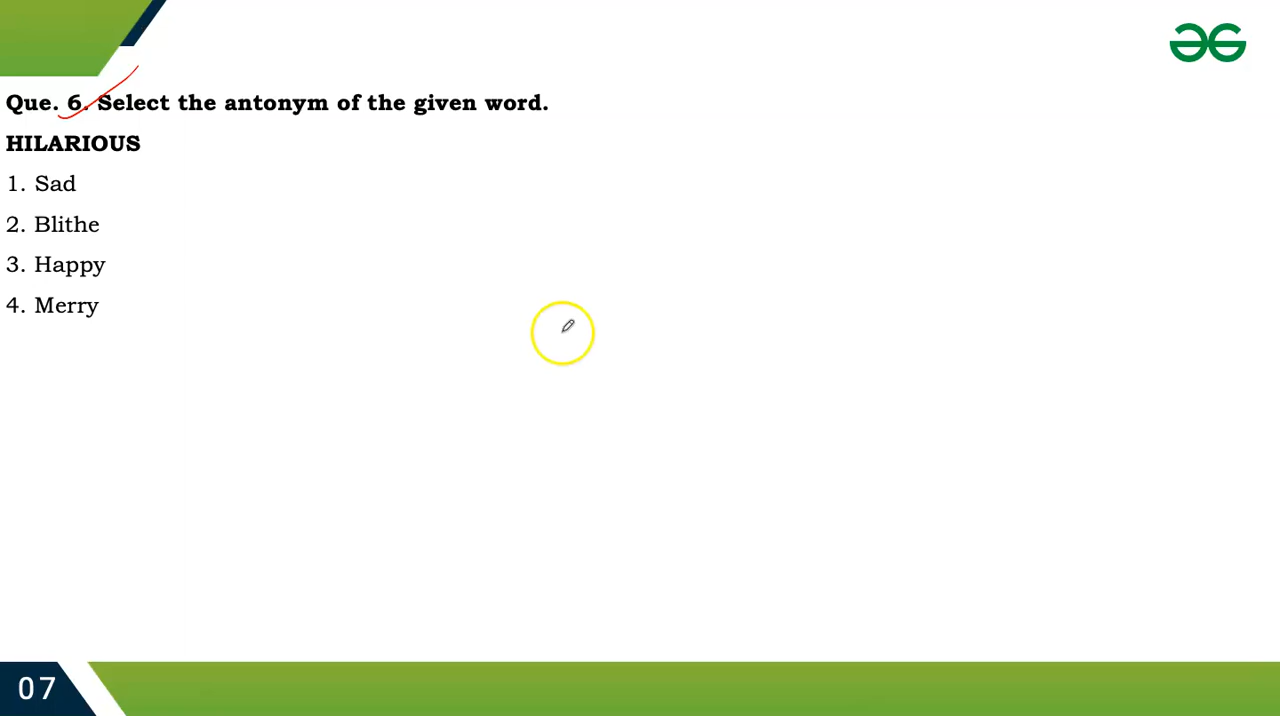 Que. 6. Select the antonym of the given word.
HILARIOUS
1. Sad
2. Blithe
3. Happy
4. Merry
07